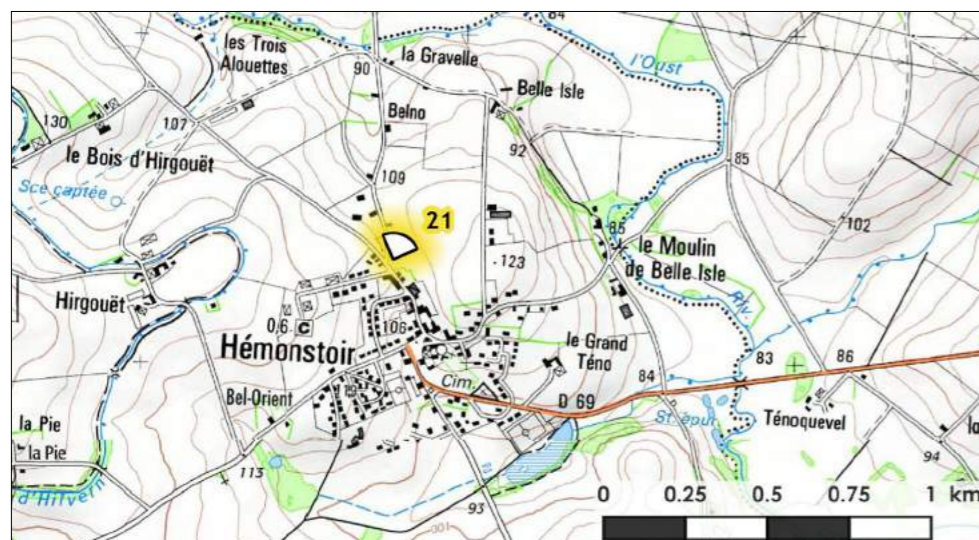 84
les Trois
Alouettes
90
la Gravelle
l'Oust
Belle Isle
130
107
Belno
92
le Bois d'Hirgouët
85
Sce captée
109
102
21
85
le Moulin
de Belle Isle
123
Hirgouët
Riv.
0,6
C
106
Hémonstoir
le Grand
Téno
83
86
Cim.
84
Bel-Orient
D 69
St. épur.
Ténoquevel
la Pie
la Pie
113
94
d'Hilvern
93
0 0.25 0.5 0.75 1 km